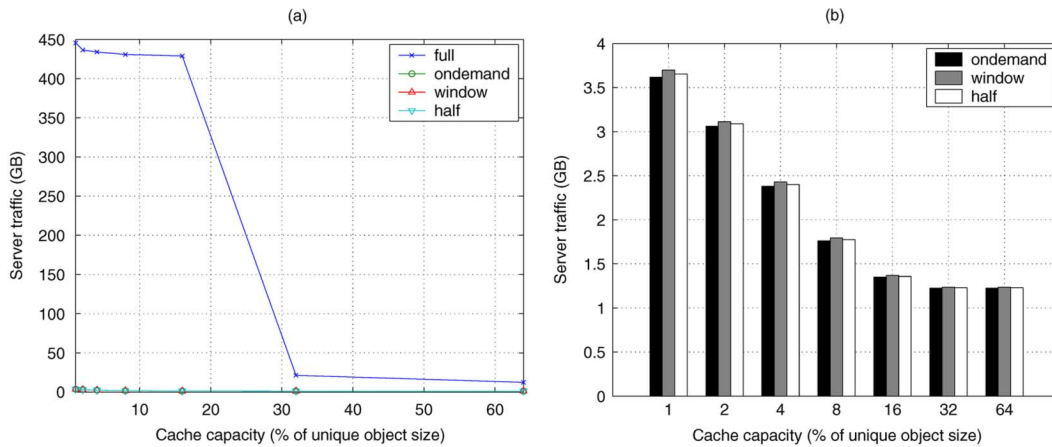 (a)
450
400
350
300
250
200
150
100
50
0
Server traffic (GB)
full
ondemand
window
half
10
20
30
40
50
60
Cache capacity (% of unique object size)
(b)
4
3.5
3
2.5
2
1.5
1
0.5
0
Server traffic (GB)
ondemand
window
half
1
2
4
8
16
32
64
Cache capacity (% of unique object size)